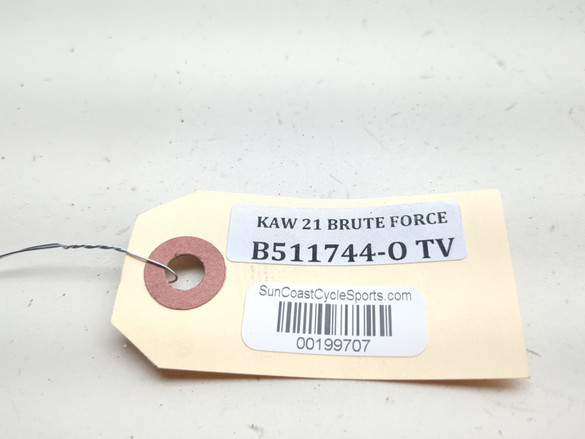 KAW 21 BRUTE FORCE
B511744-O TV
SunCoastCycleSports.com
00199707